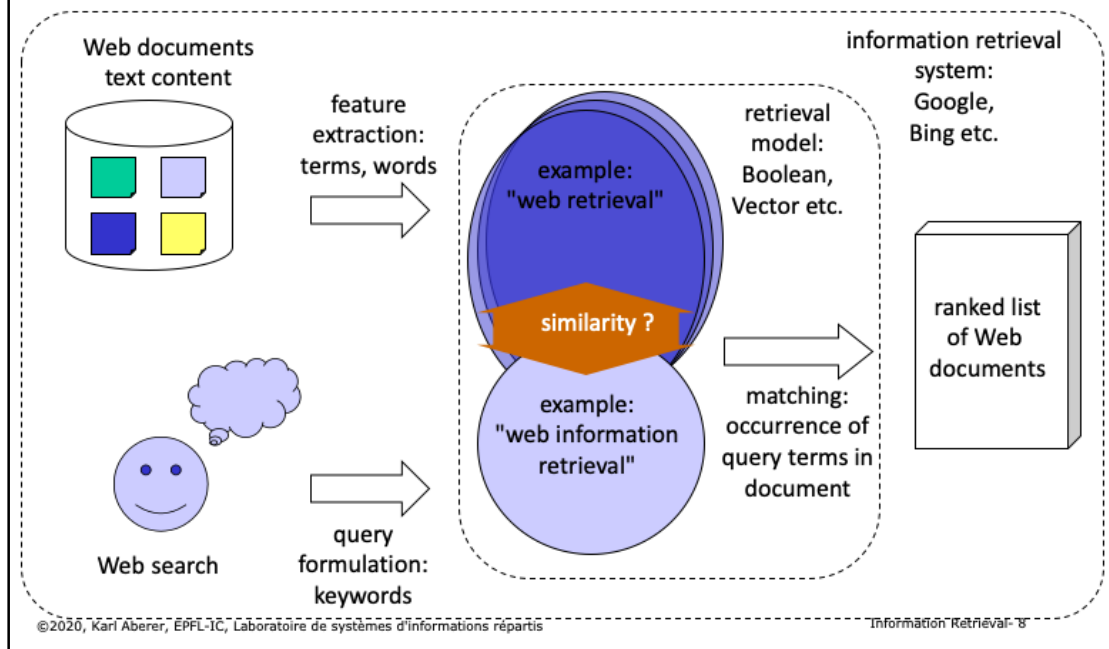 Web documents
text content
feature
extraction:
terms, words
example:
"web retrieval"
retrieval
model:
Boolean,
Vector etc.
information retrieval
system:
Google,
Bing etc.
similarity ?
ranked list
of Web
documents
example:
"web information
retrieval"
matching:
occurrence of
query terms in
document
Web search
query
formulation:
keywords
©2020, Karl Aberer, EPFL-IC, Laboratoire de systèmes d'informations répartis
Information Retrieval- 8